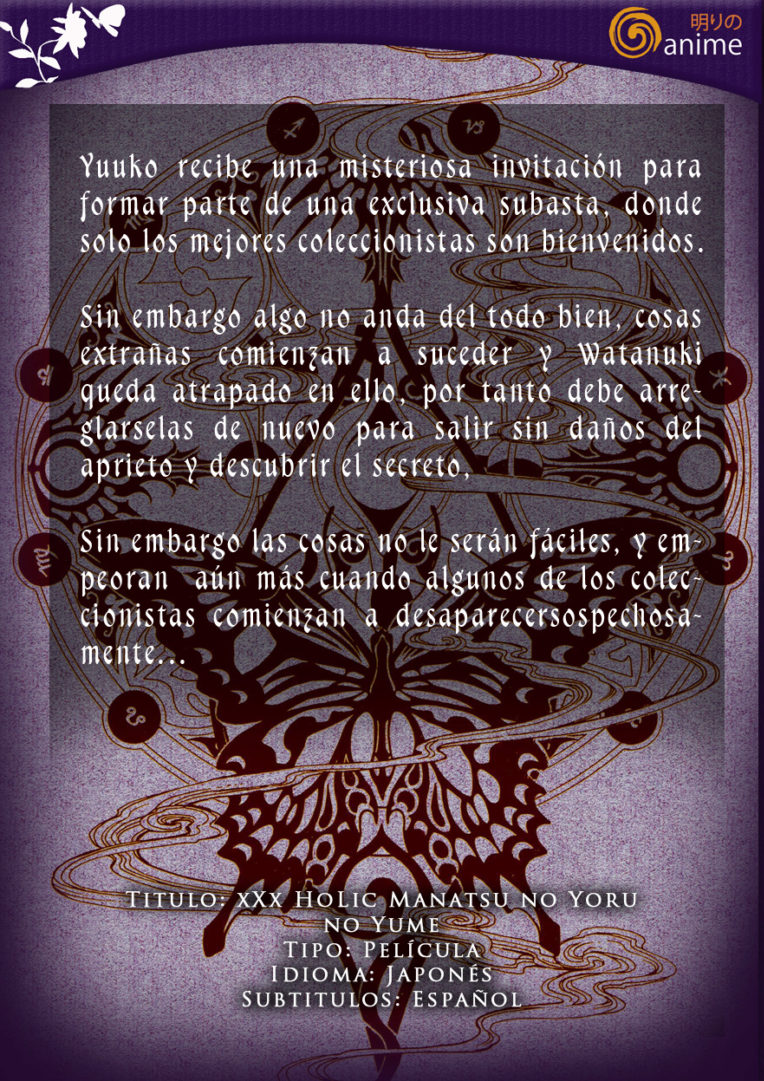 明りの
anime
Yuuko recibe una misteriosa invitación para
formar parte de una exclusiva subasta, donde
solo los mejores coleccionistas son bienvenidos.
Sin embargo algo no anda del todo bien, cosas
extrañas comienzan a suceder y Watanuki
queda atrapado en ello, por tanto debe arre-
glarselas de nuevo para salir sin daños del
aprieto y descubrir el secreto,
Sin embargo las cosas no le serán fáciles, y em-
peoran aún más cuando algunos de los colec-
cionistas comienzan a desaparecersospechosa-
mente...
Titulo: xXx HoLic Manatsu no Yoru
no Yume
Tipo: Película
Idioma: Japonés
Subtitulos: Español